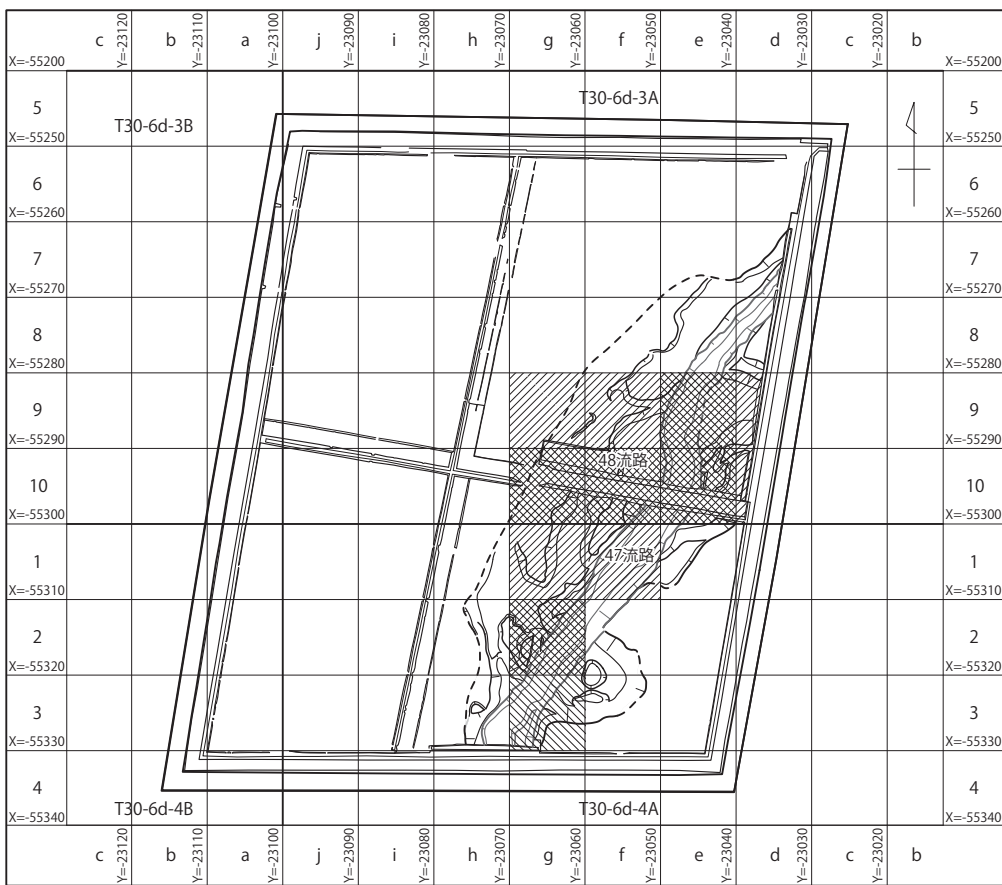 c b a j i h g f e d c b
Y=-23120 Y=-23110 Y=-23100 Y=-23090 Y=-23080 Y=-23070 Y=-23060 Y=-23050 Y=-23040 Y=-23030 Y=-23020
X=-55200 X=-55200
T30-6d-3A
5 5
T30-6d-3B
X=-55250 X=-55250
6 6
X=-55260 X=-55260
7 7
X=-55270 X=-55270
8 8
X=-55280 X=-55280
9 9
X=-55290 X=-55290
48流路
10 10
X=-55300 X=-55300
47流路
1 1
X=-55310 X=-55310
2 2
X=-55320 X=-55320
3 3
X=-55330 X=-55330
4 4
T30-6d-4B T30-6d-4A
X=-55340 X=-55340
c b a j i h g f e d c b
Y=-23120 Y=-23110 Y=-23100 Y=-23090 Y=-23080 Y=-23070 Y=-23060 Y=-23050 Y=-23040 Y=-23030 Y=-23020